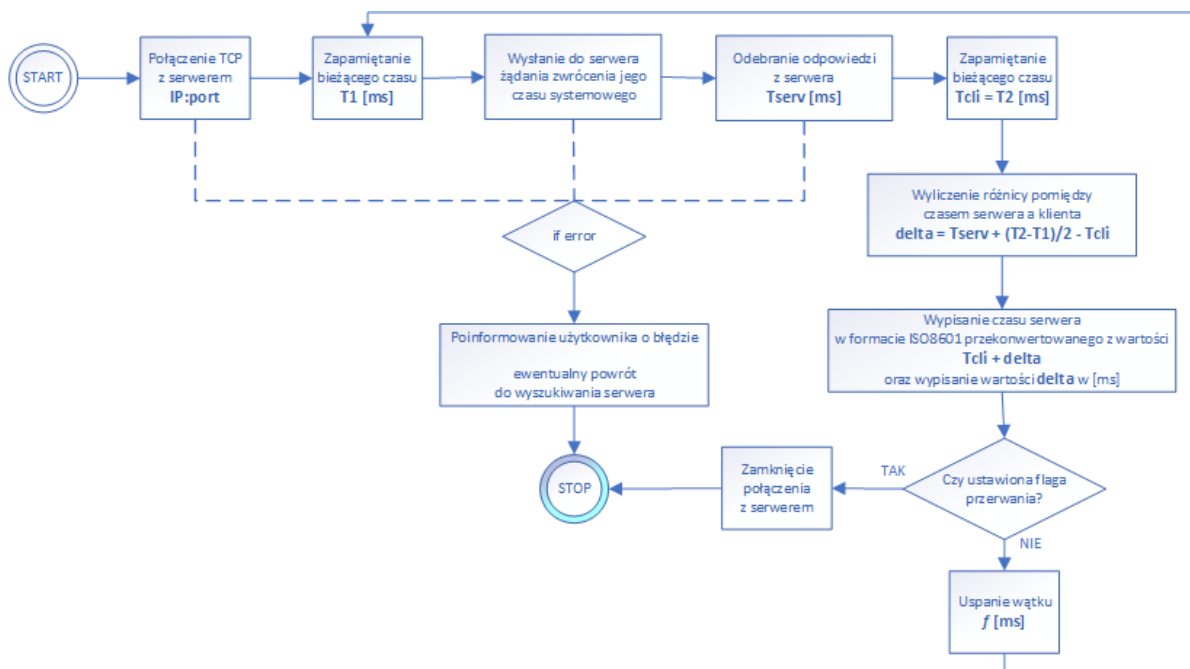 START
Połączenie TCP
z serwerem
IP:port
Zapamiętanie
bieżącego czasu
T1 [ms]
Wysłanie do serwera
żądania zwrócenia jego
czasu systemowego
Odebranie odpowiedzi
z serwera
Tserv [ms]
Zapamiętanie
bieżącego czasu
Tcli = T2 [ms]
Wyliczenie różnicy pomiędzy
czasem serwera a klienta
delta = Tserv + (T2-T1)/2 - Tcli
if error
Wypisanie czasu serwera
w formacie ISO8601 przekonwertowanego z wartości
Tcli + delta
oraz wypisanie wartości delta w [ms]
Poinformowanie użytkownika o błędzie
ewentualny powrót
do wyszukiwania serwera
Czy ustawiona flaga
przerwania?
TAK
Zamknięcie
połączenia
z serwerem
STOP
NIE
Uspanie wątku
f [ms]